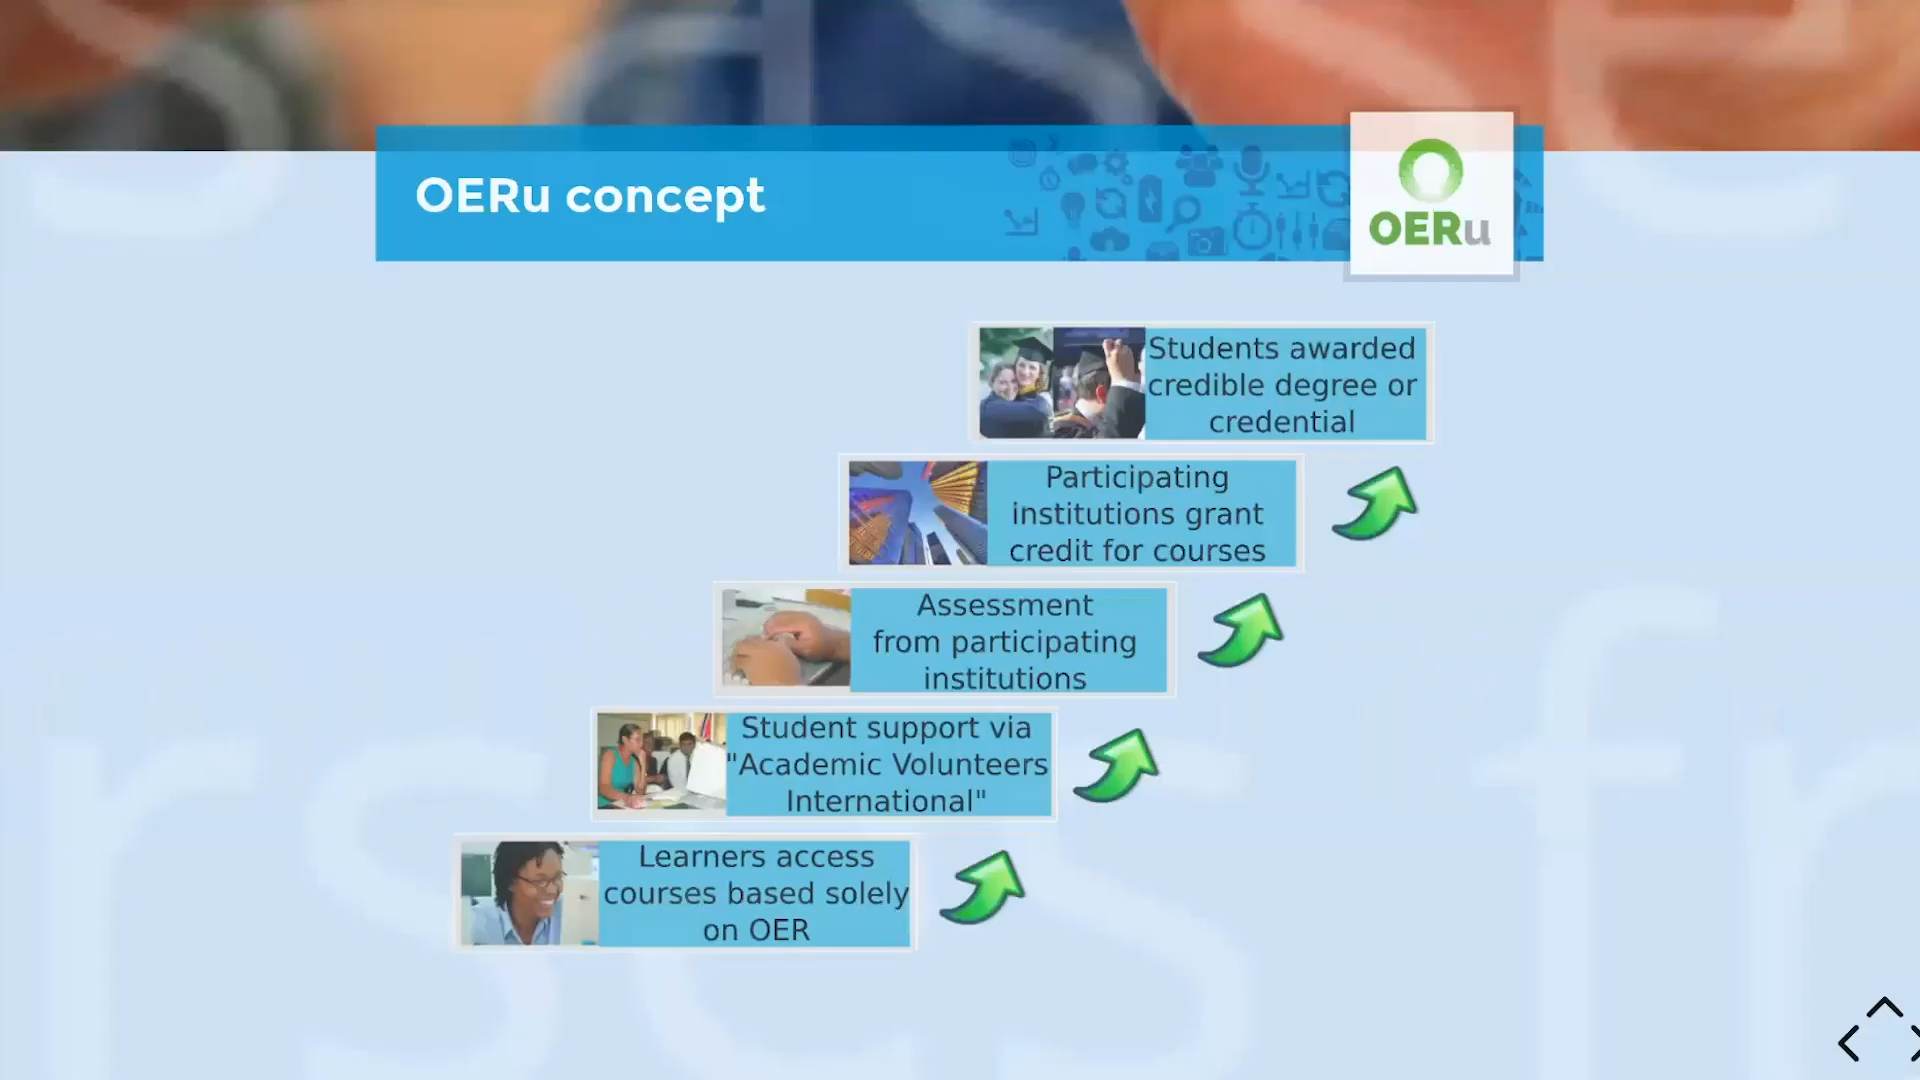 OERu concept
OERu
Students awarded
credible degree or
credential
Participating
institutions grant
credit for courses
Assessment
from participating
institutions
Student support via
"Academic Volunteers
International"
Learners access
courses based solely
on OER